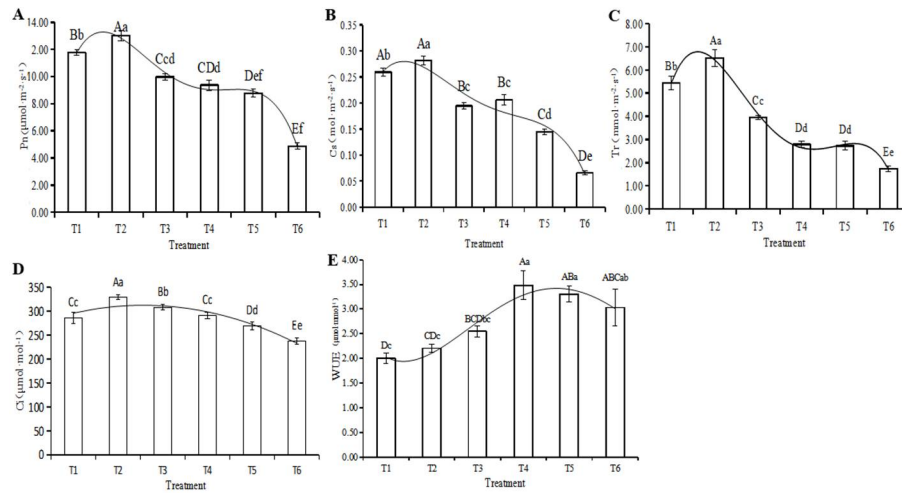 A
Pn(μmol·m⁻²·s⁻¹)
14.00
12.00
10.00
8.00
6.00
4.00
2.00
0.00
Bb
Aa
Ccd
CDd
Def
Ef
T1 T2 T3 T4 T5 T6
Treatment
B
Cs(mol·m⁻²·s⁻¹)
0.35
0.30
0.25
0.20
0.15
0.10
0.05
0.00
Ab
Aa
Bc
Bc
Cd
De
T1 T2 T3 T4 T5 T6
Treatment
C
Tr(mmol·m⁻²·s⁻¹)
8.00
7.00
6.00
5.00
4.00
3.00
2.00
1.00
0.00
Bb
Aa
Cc
Dd
Dd
Ee
T1 T2 T3 T4 T5 T6
Treatment
D
Ci(μmol·mol⁻¹)
350
300
250
200
150
100
50
0
Cc
Aa
Bb
Cc
Dd
Ee
T1 T2 T3 T4 T5 T6
Treatment
E
WUE (μmol·mmol⁻¹)
4.00
3.50
3.00
2.50
2.00
1.50
1.00
0.50
0.00
Dc
CDc
BCDbc
Aa
ABa
ABCab
T1 T2 T3 T4 T5 T6
Treatment